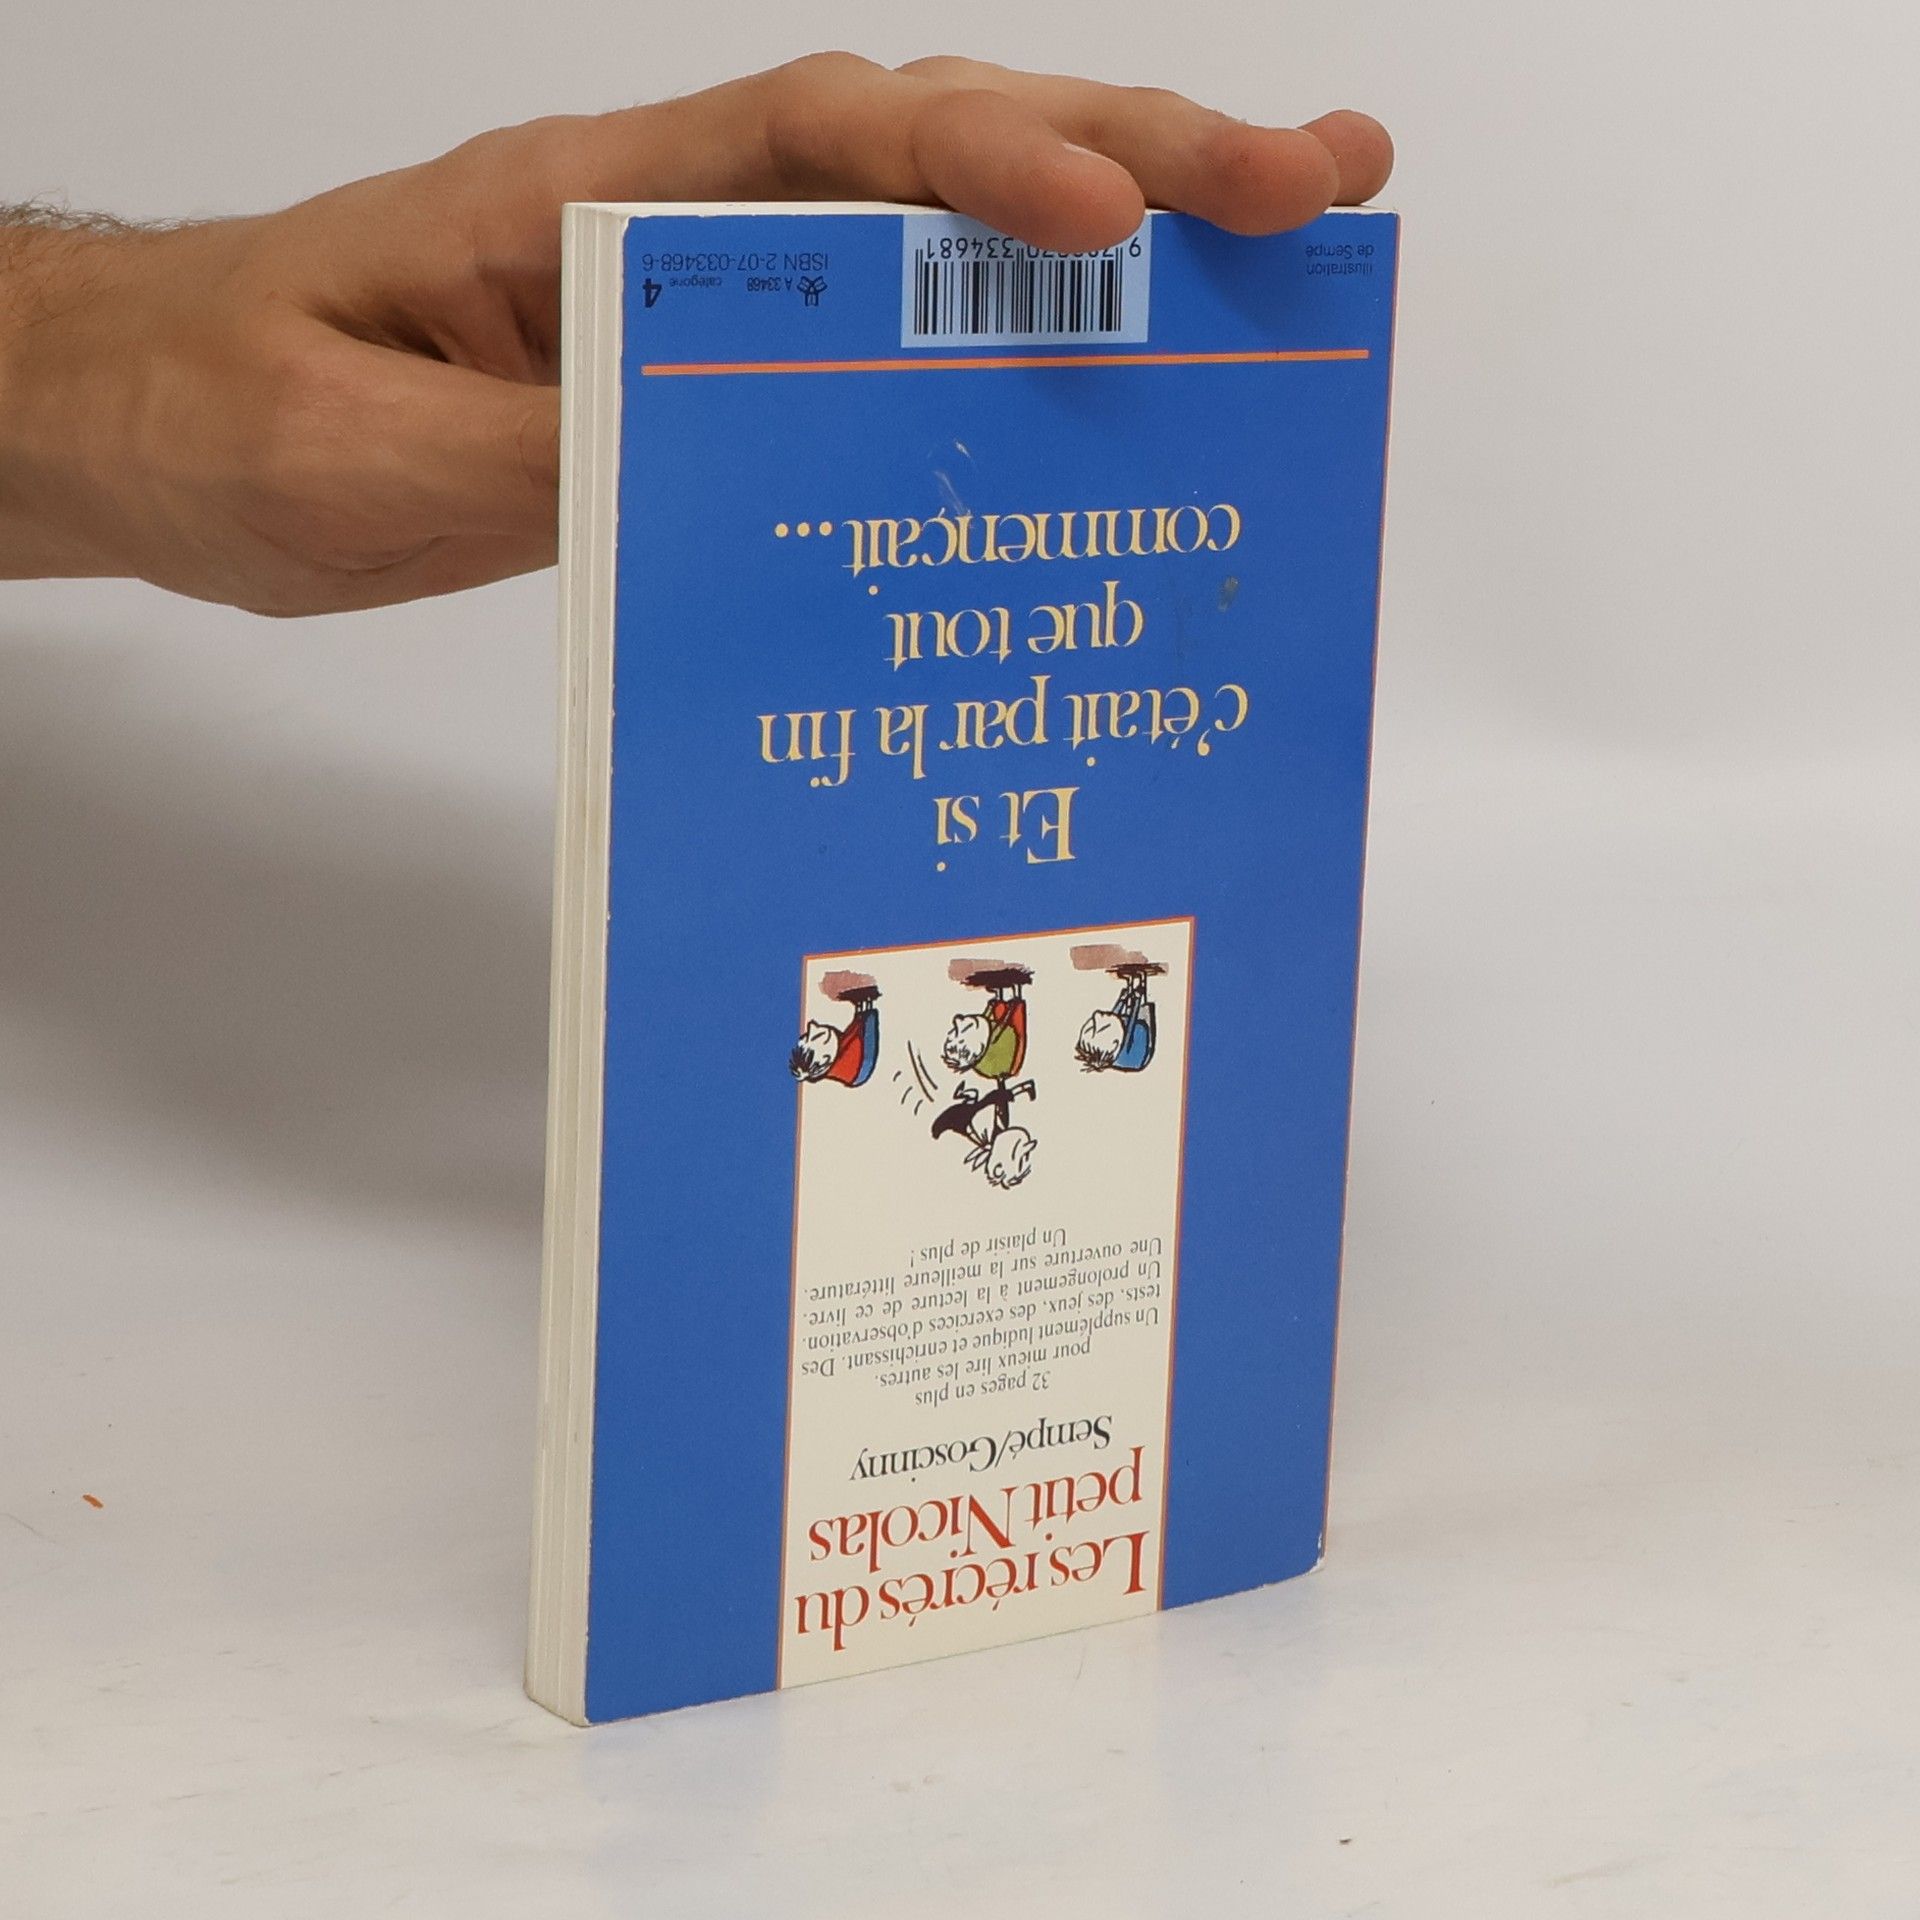 Les récrés du
petit Nicolas
Sempé/Goscinny
32 pages en plus
pour mieux lire les autres.
Un supplément ludique et enrichissant. Des
tests, des jeux, des exercices d'observation.
Un prolongement à la lecture de ce livre.
Une ouverture sur la meilleure littérature.
Un plaisir de plus !
Et si
c'était par la fin
que tout
commençait...
illustration
de Sempé
334681
A 33468 catégorie 4
ISBN 2-07-033468-6